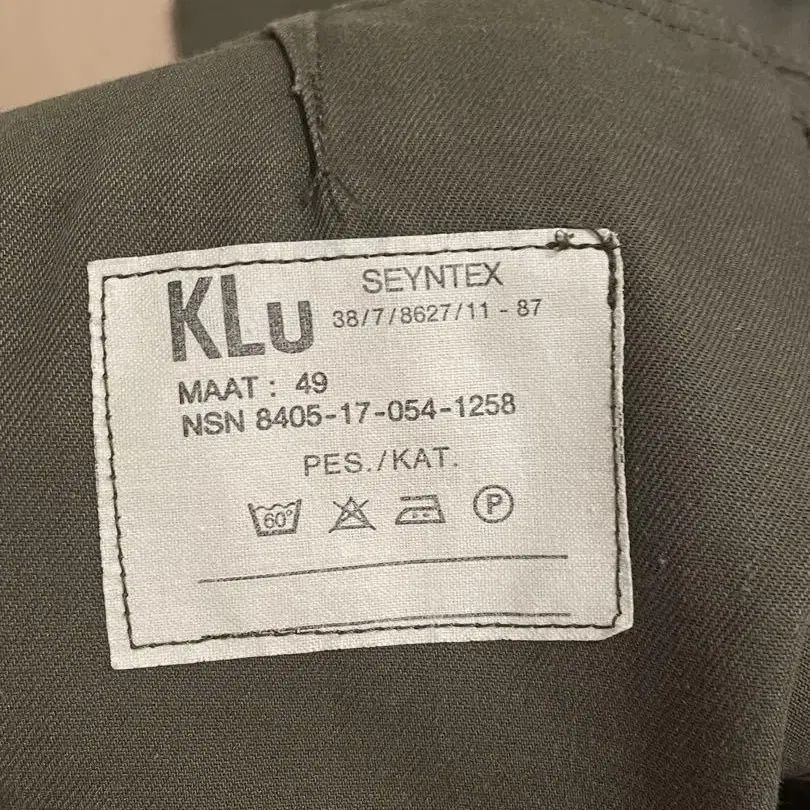 KLu SEYNTEX
38/7/8627/11 - 87
MAAT : 49
NSN 8405-17-054-1258
PES./KAT.
60° P